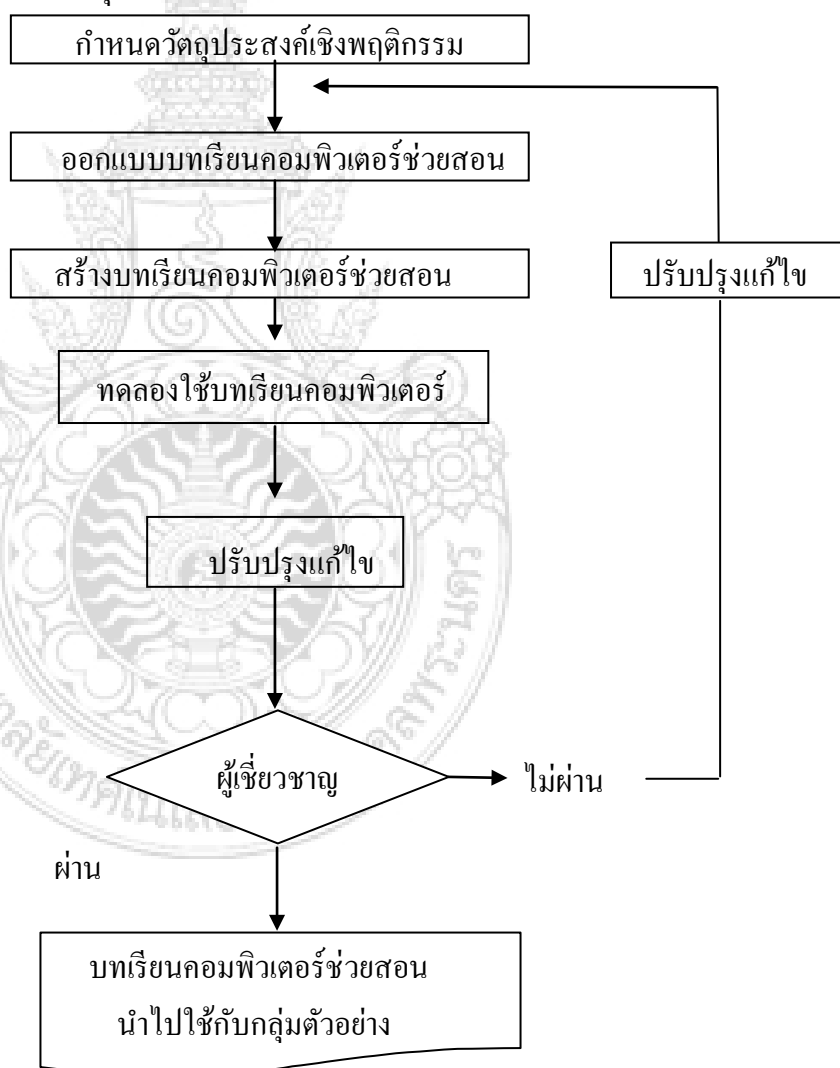 กำหนดวัตถุประสงค์เชิงพฤติกรรม
ออกแบบบทเรียนคอมพิวเตอร์ช่วยสอน
สร้างบทเรียนคอมพิวเตอร์ช่วยสอน
ปรับปรุงแก้ไข
ทดลองใช้บทเรียนคอมพิวเตอร์
ปรับปรุงแก้ไข
ผู้เชี่ยวชาญ
ไม่ผ่าน
ผ่าน
บทเรียนคอมพิวเตอร์ช่วยสอน
นำไปใช้กับกลุ่มตัวอย่าง